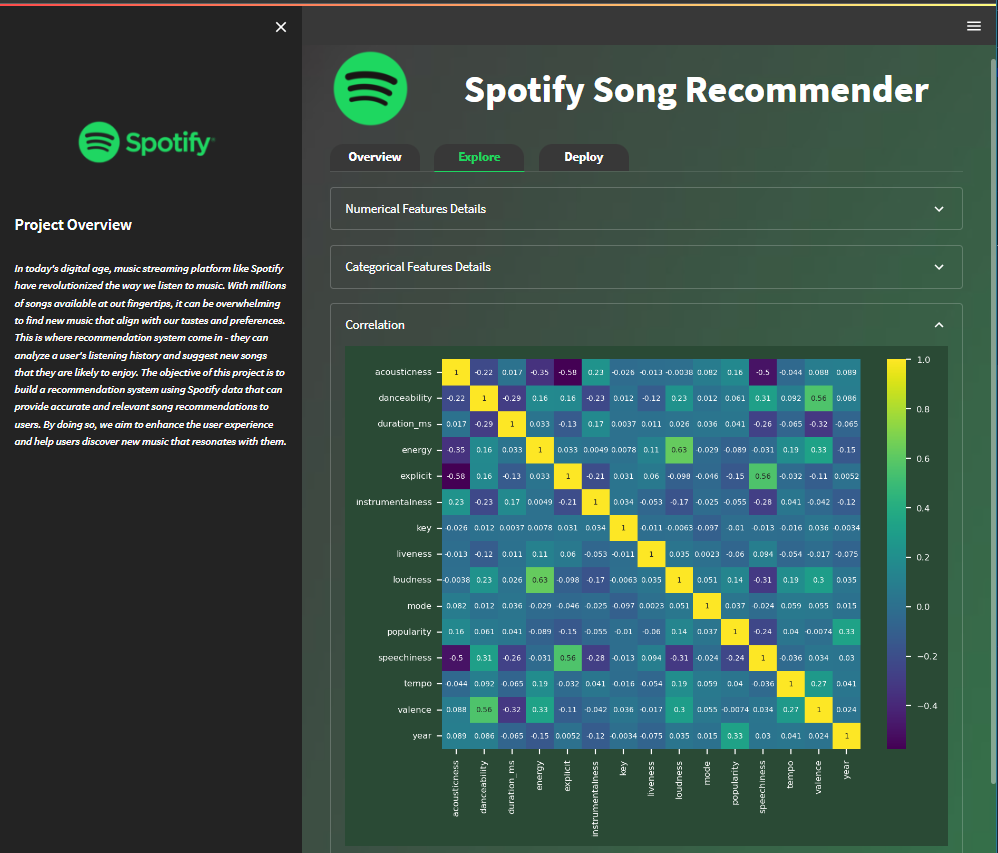 Spotify
Project Overview
In today's digital age, music streaming platform like Spotify
have revolutionized the way we listen to music. With millions
of songs available at out fingertips, it can be overwhelming
to find new music that align with our tastes and preferences.
This is where recommendation system come in - they can
analyze a user's listening history and suggest new songs
that they are likely to enjoy. The objective of this project is to
build a recommendation system using Spotify data that can
provide accurate and relevant song recommendations to
users. By doing so, we aim to enhance the user experience
and help users discover new music that resonates with them.
Spotify Song Recommender
Overview Explore Deploy
Numerical Features Details
Categorical Features Details
Correlation
acousticness 1 -0.22 0.017 -0.35 -0.58 0.23 -0.026 -0.013 -0.0038 0.082 0.16 -0.5 -0.044 0.088 0.089
danceability -0.22 1 -0.29 0.16 0.16 -0.23 0.012 -0.12 0.23 0.012 0.061 0.31 0.092 0.56 0.086
duration_ms 0.017 -0.29 1 0.033 -0.13 0.17 0.0037 0.011 0.026 0.036 0.041 -0.26 -0.065 -0.32 -0.065
energy -0.35 0.16 0.033 1 0.033 0.0049 0.0078 0.11 0.63 -0.029 -0.089 -0.031 0.19 0.33 -0.15
explicit -0.58 0.16 -0.13 0.033 1 -0.21 0.031 0.06 -0.098 -0.046 -0.15 0.56 -0.032 -0.11 0.0052
instrumentalness 0.23 -0.23 0.17 0.0049 -0.21 1 0.034 -0.053 -0.17 -0.025 -0.055 -0.28 0.041 -0.042 -0.12
key -0.026 0.012 0.0037 0.0078 0.031 0.034 1 -0.011 -0.0063 -0.097 -0.01 -0.013 -0.016 0.036 -0.0034
liveness -0.013 -0.12 0.011 0.11 0.06 -0.053 -0.011 1 0.035 0.0023 -0.06 0.094 -0.054 -0.017 -0.075
loudness -0.0038 0.23 0.026 0.63 -0.098 -0.17 -0.0063 0.035 1 0.051 0.14 -0.31 0.19 0.3 0.035
mode 0.082 0.012 0.036 -0.029 -0.046 -0.025 -0.097 0.0023 0.051 1 0.037 -0.024 0.059 0.055 0.015
popularity 0.16 0.061 0.041 -0.089 -0.15 -0.055 -0.01 -0.06 0.14 0.037 1 -0.24 0.04 -0.0074 0.33
speechiness -0.5 0.31 -0.26 -0.031 0.56 -0.28 -0.013 0.094 -0.31 -0.024 -0.24 1 -0.036 0.034 0.03
tempo -0.044 0.092 -0.065 0.19 -0.032 0.041 -0.016 -0.054 0.19 0.059 0.04 -0.036 1 0.27 0.041
valence 0.088 0.56 -0.32 0.33 -0.11 -0.042 0.036 -0.017 0.3 0.055 -0.0074 0.034 0.27 1 0.024
year 0.089 0.086 -0.065 -0.15 0.0052 -0.12 -0.0034 -0.075 0.035 0.015 0.33 0.03 0.041 0.024 1
acousticness
danceability
duration_ms
energy
explicit
instrumentalness
key
liveness
loudness
mode
popularity
speechiness
tempo
valence
year
1.0
0.8
0.6
0.4
0.2
0.0
−0.2
−0.4